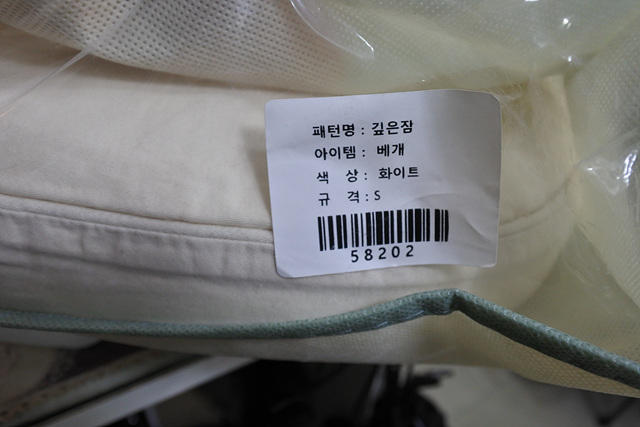 패턴명 : 깊은잠
아이템 : 베개
색 상 : 화이트
규 격 : S
58202